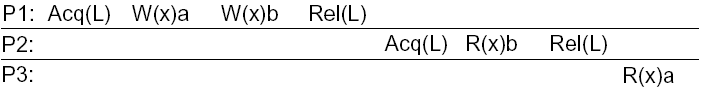 P1: Acq(L) W(x)a W(x)b Rel(L)
P2: Acq(L) R(x)b Rel(L)
P3: R(x)a